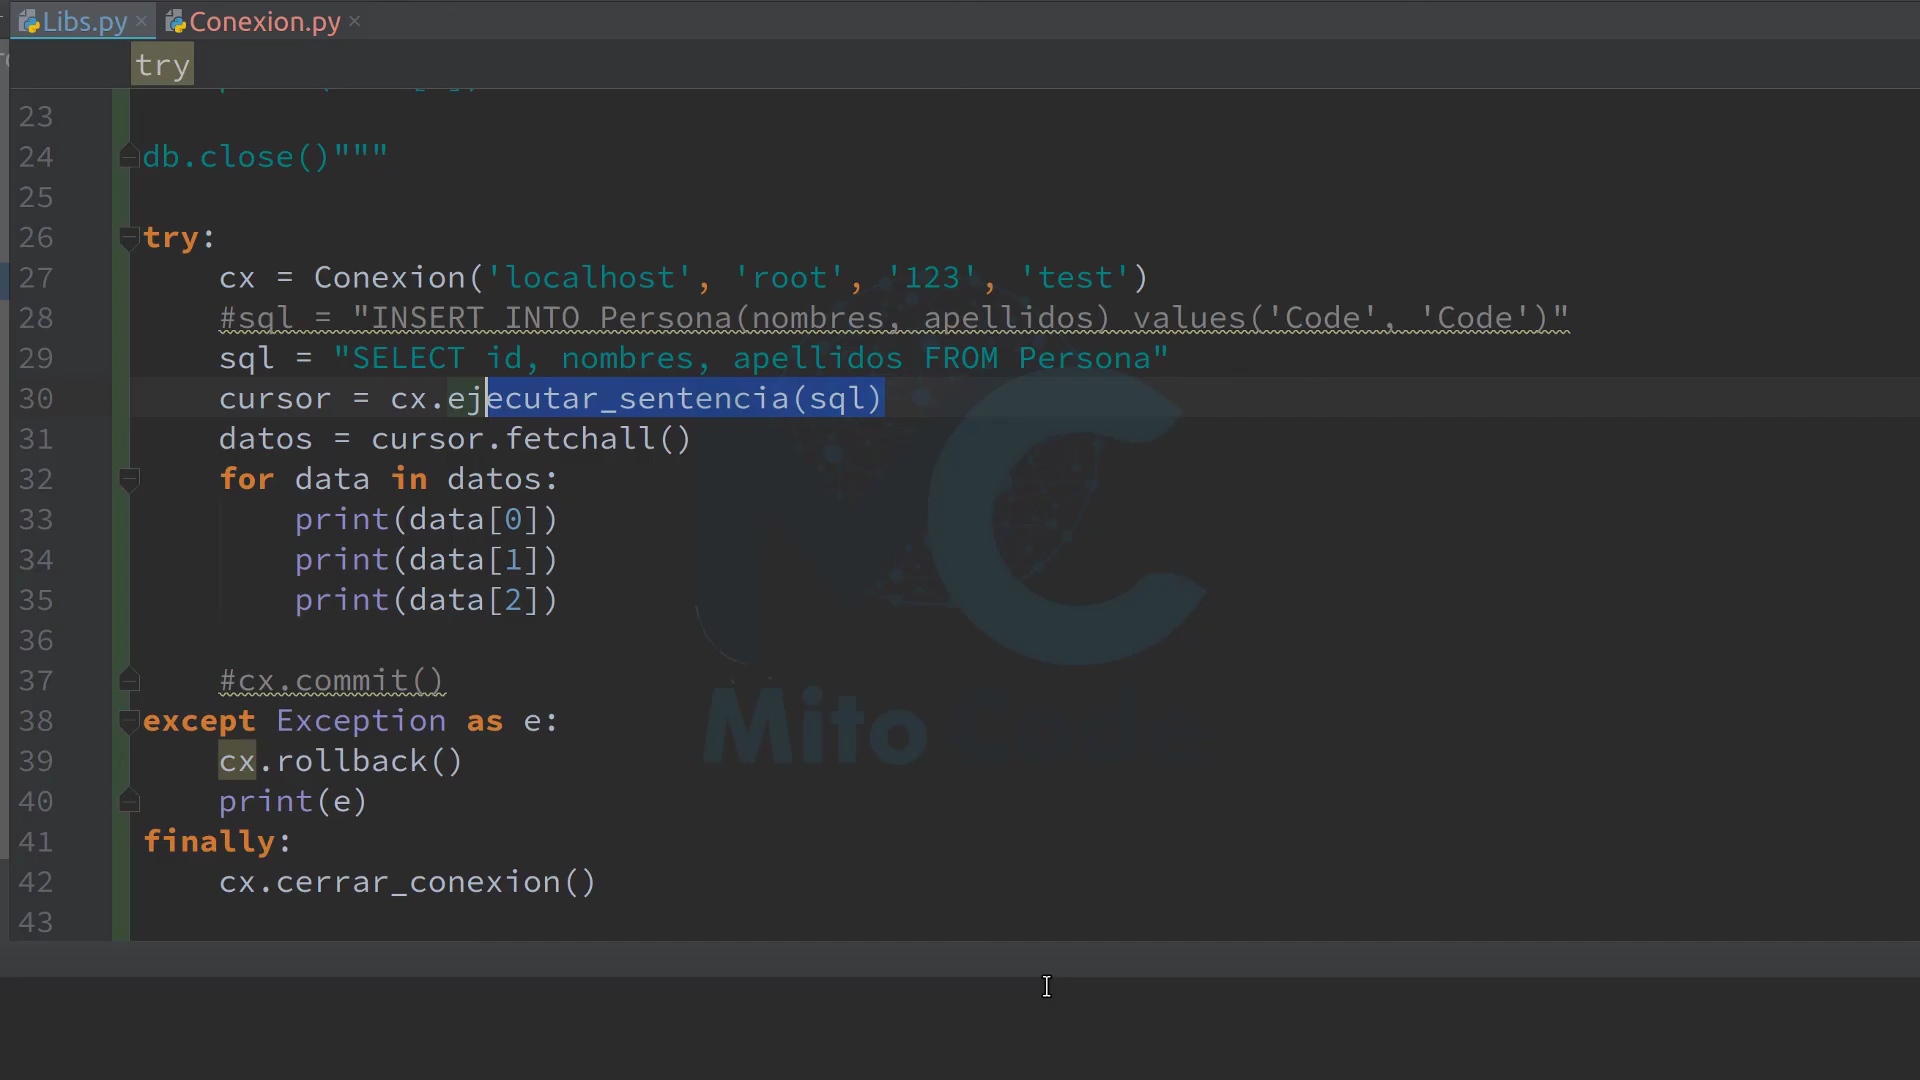 Libs.py × Conexion.py ×
try
23
24 db.close()"""
25
26 try:
27 cx = Conexion('localhost', 'root', '123', 'test')
28 #sql = "INSERT INTO Persona(nombres, apellidos) values('Code', 'Code')"
29 sql = "SELECT id, nombres, apellidos FROM Persona"
30 cursor = cx.ejecutar_sentencia(sql)
31 datos = cursor.fetchall()
32 for data in datos:
33 print(data[0])
34 print(data[1])
35 print(data[2])
36
37 #cx.commit()
38 except Exception as e:
39 cx.rollback()
40 print(e)
41 finally:
42 cx.cerrar_conexion()
43
Mito